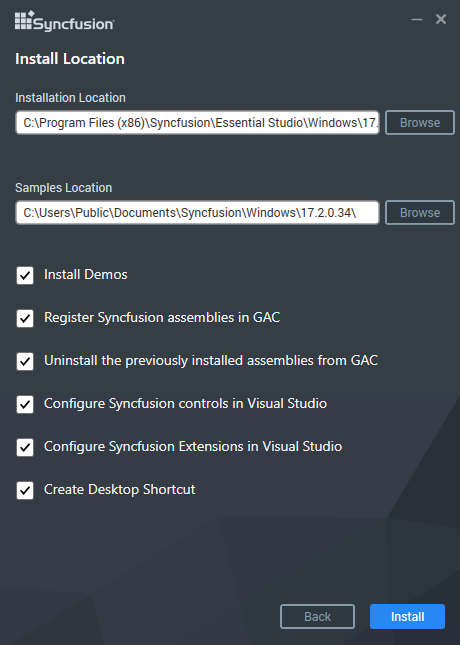 Syncfusion
Install Location
Installation Location
C:\Program Files (x86)\Syncfusion\Essential Studio\Windows\17.
Browse
Samples Location
C:\Users\Public\Documents\Syncfusion\Windows\17.2.0.34\
Browse
Install Demos
Register Syncfusion assemblies in GAC
Uninstall the previously installed assemblies from GAC
Configure Syncfusion controls in Visual Studio
Configure Syncfusion Extensions in Visual Studio
Create Desktop Shortcut
Back
Install